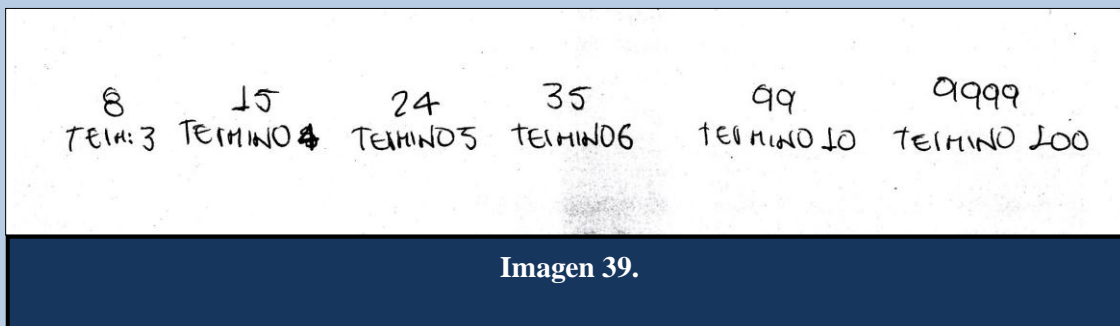 8 15 24 35 99 9999
TERM: 3 TERMINO 4 TERMINO 5 TERMINO 6 TERMINO 10 TERMINO 100
Imagen 39.